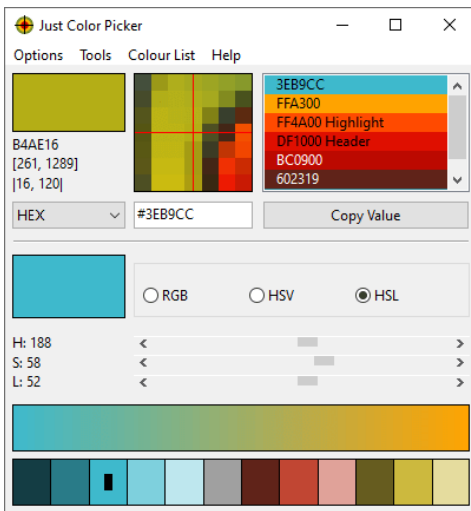 Just Color Picker
Options Tools Colour List Help
3EB9CC
FFA300
FF4A00 Highlight
DF1000 Header
BC0900
602319
B4AE16
[261, 1289]
|16, 120|
HEX #3EB9CC Copy Value
RGB HSV HSL
H: 188
S: 58
L: 52